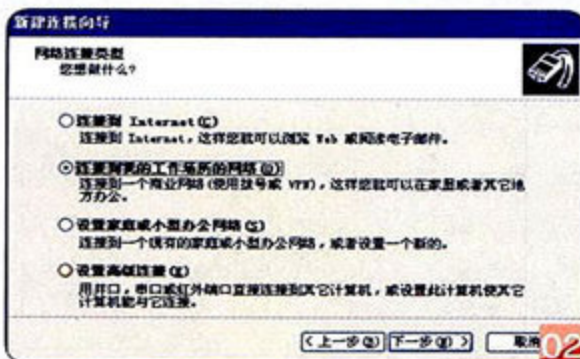 新建连接向导
网络连接类型
您想做什么?
连接到 Internet(C)
连接到 Internet,这样您就可以浏览 Web 或阅读电子邮件。
连接到我的工作场所的网络(O)
连接到一个商业网络(使用拨号或 VPN),这样您就可以在家里或者其它地
方办公。
设置家庭或小型办公网络(S)
连接到一个现有的家庭或小型办公网络,或者设置一个新的。
设置高级连接(E)
用并口,串口或红外端口直接连接到其它计算机,或设置此计算机使其它
计算机能与它连接。
<上一步(B) 下一步(N)> 取消
02